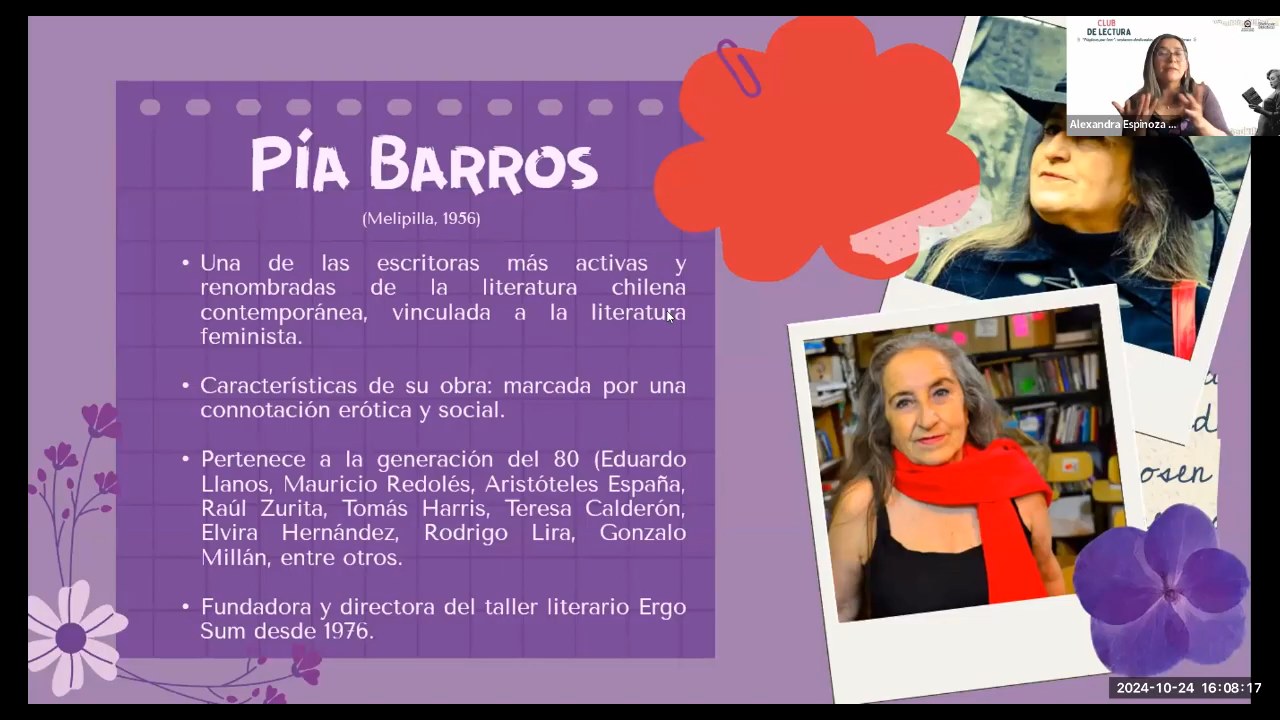 CLUB
DE LECTURA
Alexandra Espinoza ...
PÍA BARROS
(Melipilla, 1956)
• Una de las escritoras más activas y
renombradas de la literatura chilena
contemporánea, vinculada a la literatura
feminista.
• Características de su obra: marcada por una
connotación erótica y social.
• Pertenece a la generación del 80 (Eduardo
Llanos, Mauricio Redolés, Aristóteles España,
Raúl Zurita, Tomás Harris, Teresa Calderón,
Elvira Hernández, Rodrigo Lira, Gonzalo
Millán, entre otros.
• Fundadora y directora del taller literario Ergo
Sum desde 1976.
osen
2024-10-24 16:08:17